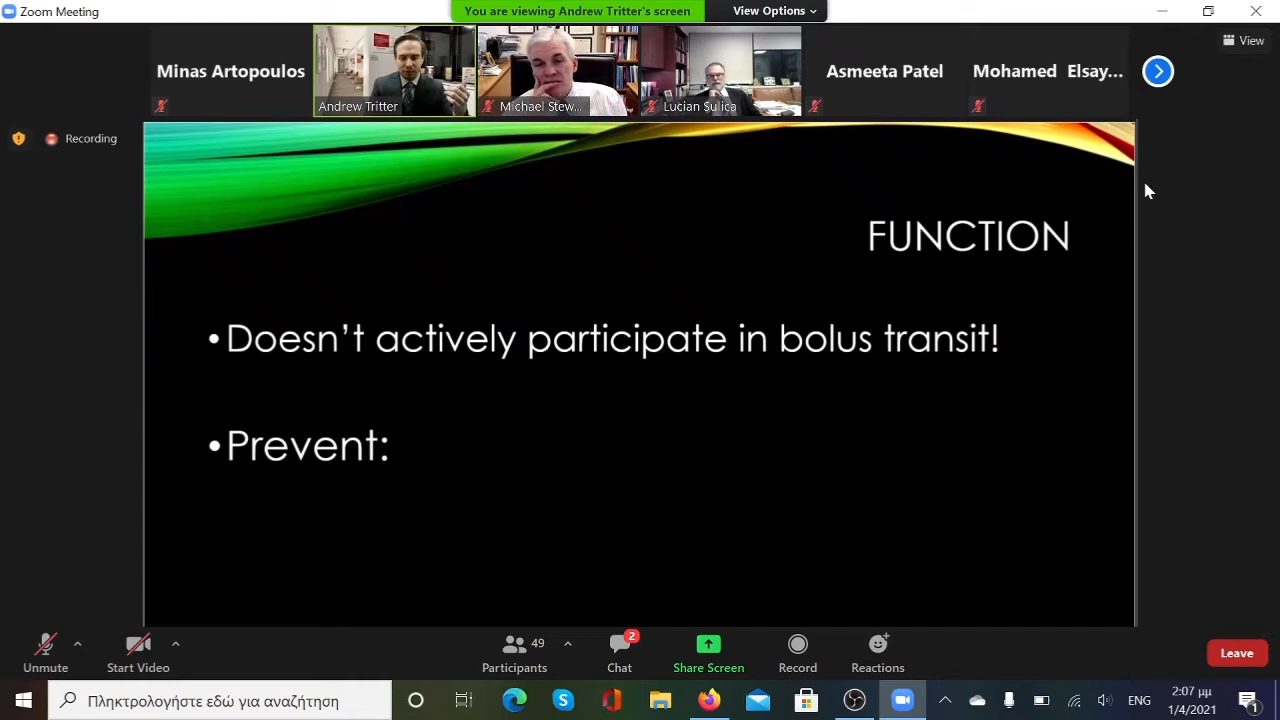 Zoom Meeting
You are viewing Andrew Tritter's screen
View Options
View
Minas Artopoulos
Andrew Tritter
Michael Stew...
Lucian Sulica
Asmeeta Patel
Mohamed Elsay...
Recording
FUNCTION
•Doesn't actively participate in bolus transit!
•Prevent:
Unmute
Start Video
49
Participants
2
Chat
Share Screen
Record
Reactions
Leave
Πληκτρολογήστε εδώ για αναζήτηση
ENG
2:07 μμ
1/4/2021
1